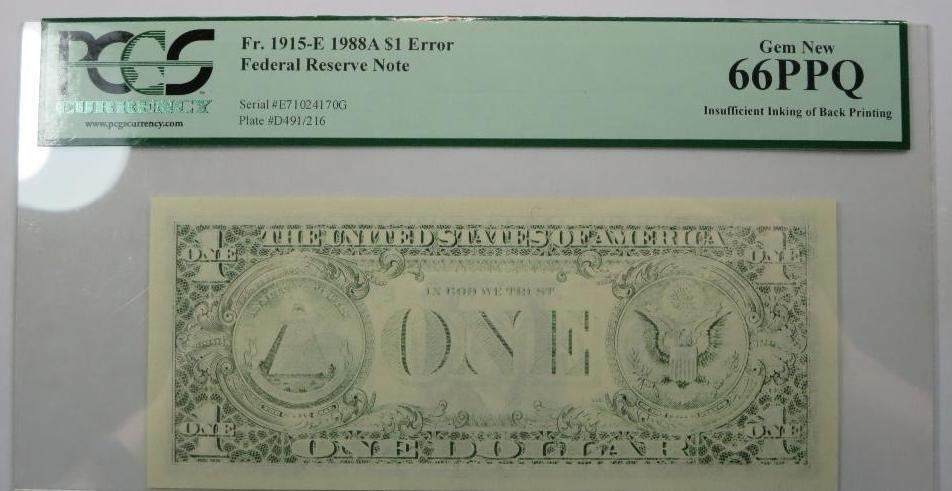 PCGS
CURRENCY
www.pcgscurrency.com
Fr. 1915-E 1988A $1 Error
Federal Reserve Note
Serial #E71024170G
Plate #D491/216
Gem New
66PPQ
Insufficient Inking of Back Printing
THE UNITED STATES OF AMERICA
ONE
ONE
IN GOD WE TRUST
ONE
ONE
ONE
ONE DOLLAR